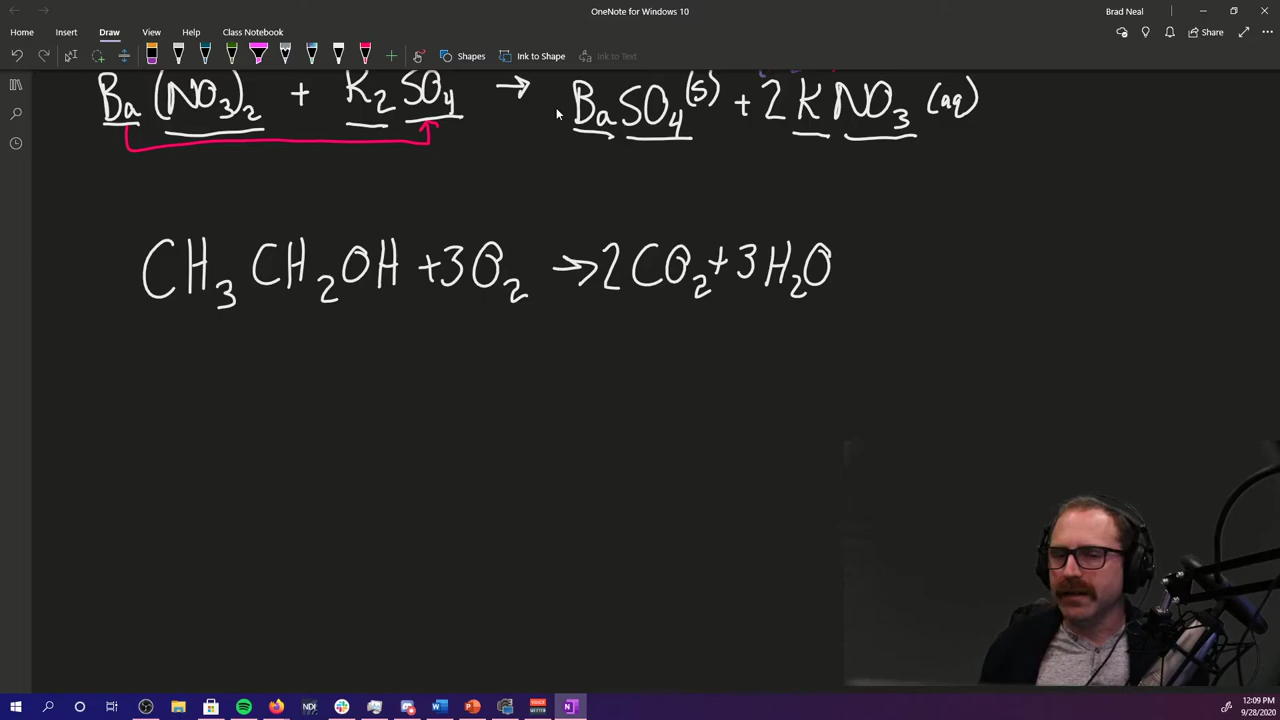 OneNote for Windows 10
Brad Neal
Home Insert Draw View Help Class Notebook Share
Shapes Ink to Shape Ink to Text
Ba(NO₃)₂ + K₂SO₄ → BaSO₄(s) + 2KNO₃(aq)
CH₃CH₂OH + 3O₂ → 2CO₂ + 3H₂O
12:09 PM
9/28/2020